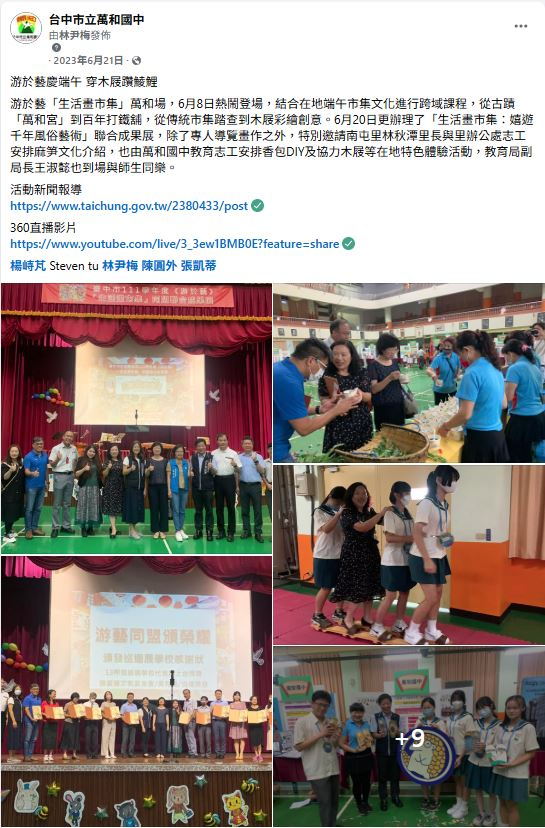 台中市立萬和國中
由林尹梅發佈
· 2023年6月21日 ·
游於藝慶端午 穿木屐讚鯪鯉
游於藝「生活畫市集」萬和場，6月8日熱鬧登場，結合在地端午市集文化進行跨域課程，從古蹟
「萬和宮」到百年打鐵舖，從傳統市集踏查到木屐彩繪創意。6月20日更辦理了「生活畫市集：嬉遊
千年風俗藝術」聯合成果展，除了專人導覽畫作之外，特別邀請南屯里林秋潭里長與里辦公處志工
安排麻笋文化介紹，也由萬和國中教育志工安排香包DIY及協力木屐等在地特色體驗活動，教育局副
局長王淑懿也到場與師生同樂。
活動新聞報導
https://www.taichung.gov.tw/2380433/post
360直播影片
https://www.youtube.com/live/3_3ew1BMB0E?feature=share
楊峙芃 Steven tu 林尹梅 陳圓外 張凱蒂
臺中市111學年度《游於藝》
游藝同盟頒榮耀
頒發巡迴展學校感謝狀
+9